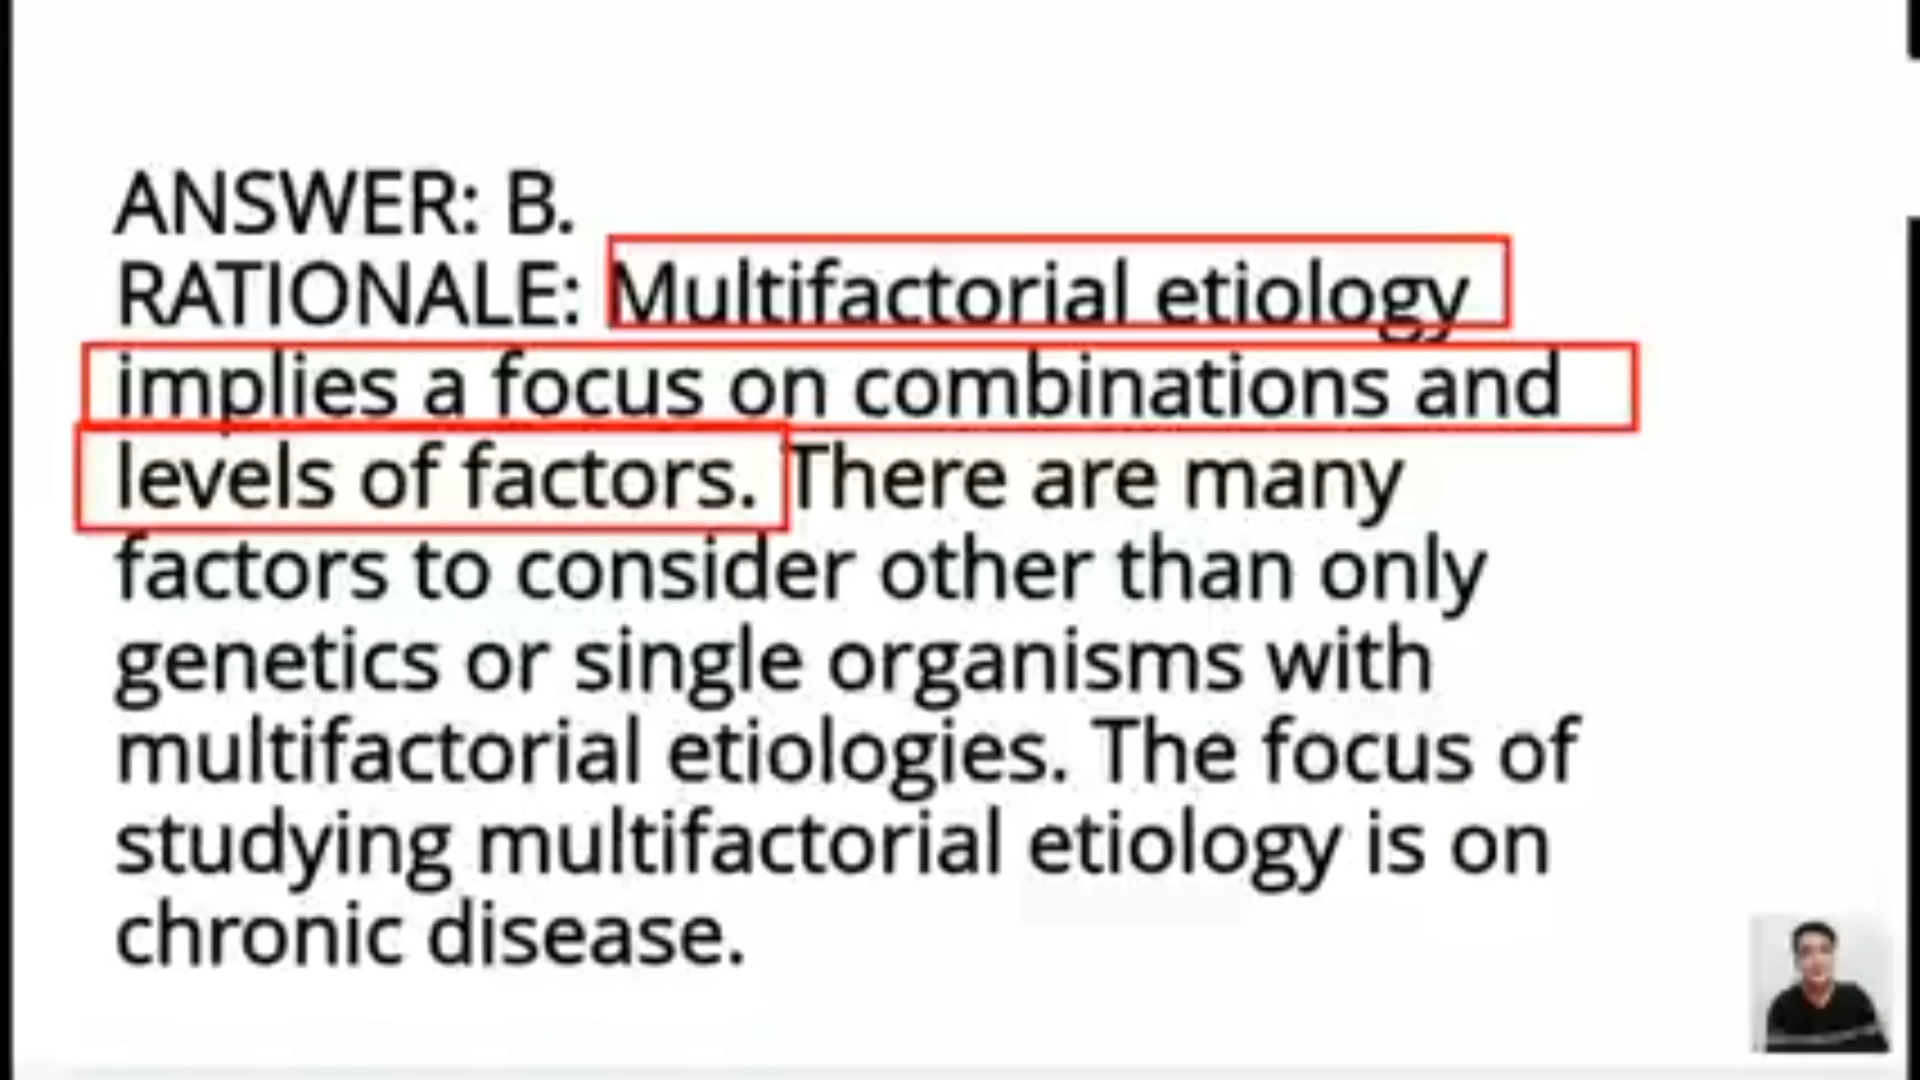 ANSWER: B.
RATIONALE: Multifactorial etiology
implies a focus on combinations and
levels of factors. There are many
factors to consider other than only
genetics or single organisms with
multifactorial etiologies. The focus of
studying multifactorial etiology is on
chronic disease.